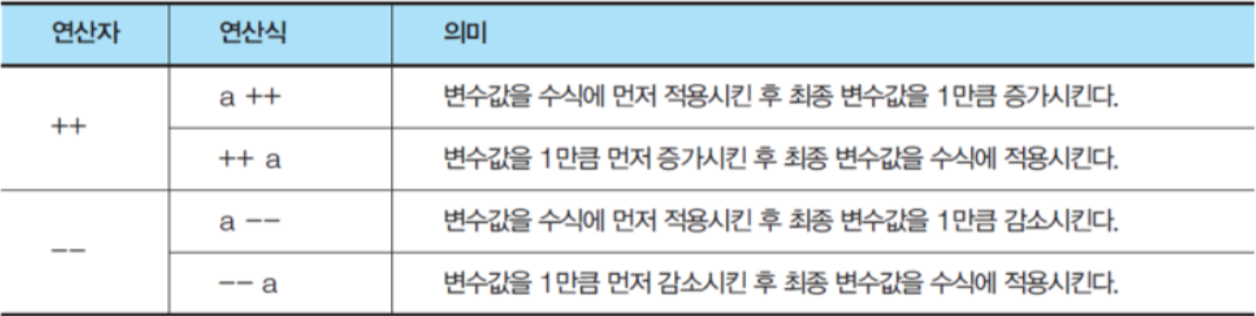 연산자 연산식 의미
++
a ++ 변수값을 수식에 먼저 적용시킨 후 최종 변수값을 1만큼 증가시킨다.
++ a 변수값을 1만큼 먼저 증가시킨 후 최종 변수값을 수식에 적용시킨다.
--
a -- 변수값을 수식에 먼저 적용시킨 후 최종 변수값을 1만큼 감소시킨다.
-- a 변수값을 1만큼 먼저 감소시킨 후 최종 변수값을 수식에 적용시킨다.